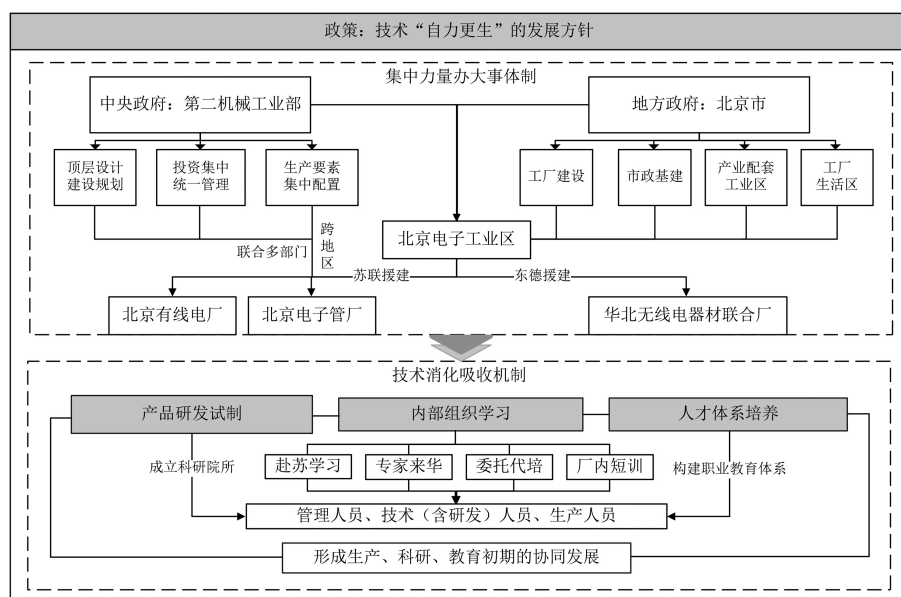 政策：技术“自力更生”的发展方针
集中力量办大事体制
中央政府：第二机械工业部
地方政府：北京市
顶层设计
建设规划
投资集中
统一管理
生产要素
集中配置
工厂建设
市政基建
产业配套
工业区
工厂
生活区
北京电子工业区
联合多部门
跨
地
区
苏联援建
东德援建
北京有线电厂
北京电子管厂
华北无线电器材联合厂
技术消化吸收机制
产品研发试制
内部组织学习
人才体系培养
成立科研院所
赴苏学习
专家来华
委托代培
厂内短训
构建职业教育体系
管理人员、技术（含研发）人员、生产人员
形成生产、科研、教育初期的协同发展